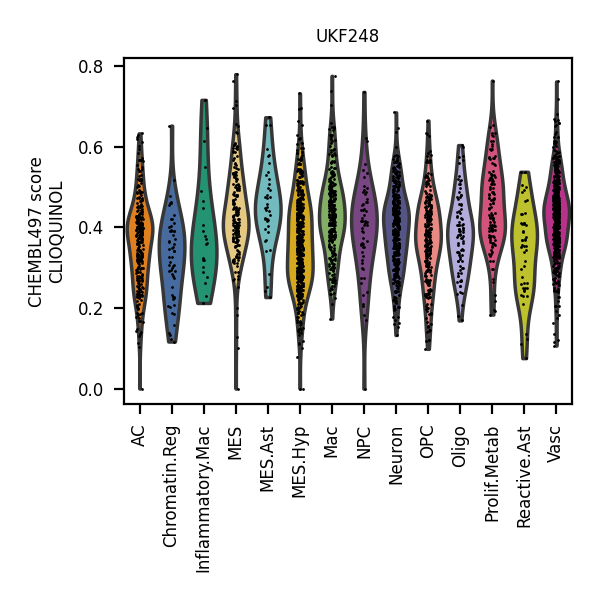 UKF248
CHEMBL497 score
CLIOQUINOL
0.8
0.6
0.4
0.2
0.0
AC
Chromatin.Reg
Inflammatory.Mac
MES
MES.Ast
MES.Hyp
Mac
NPC
Neuron
OPC
Oligo
Prolif.Metab
Reactive.Ast
Vasc